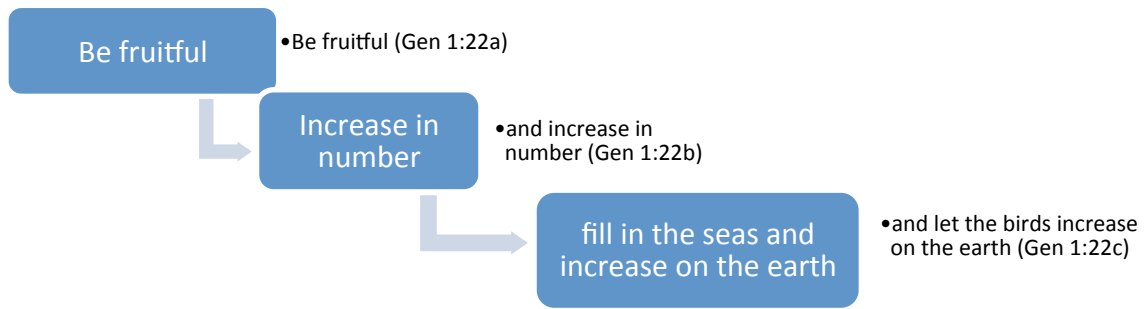 Be fruitful
•Be fruitful (Gen 1:22a)
Increase in
number
•and increase in
number (Gen 1:22b)
fill in the seas and
increase on the earth
•and let the birds increase
on the earth (Gen 1:22c)